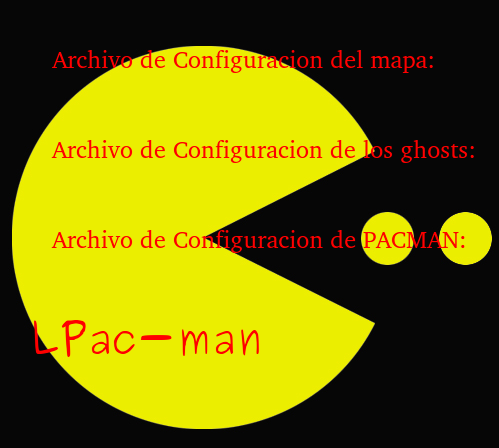 Archivo de Configuracion del mapa:
Archivo de Configuracion de los ghosts:
Archivo de Configuracion de PACMAN:
LPac-man